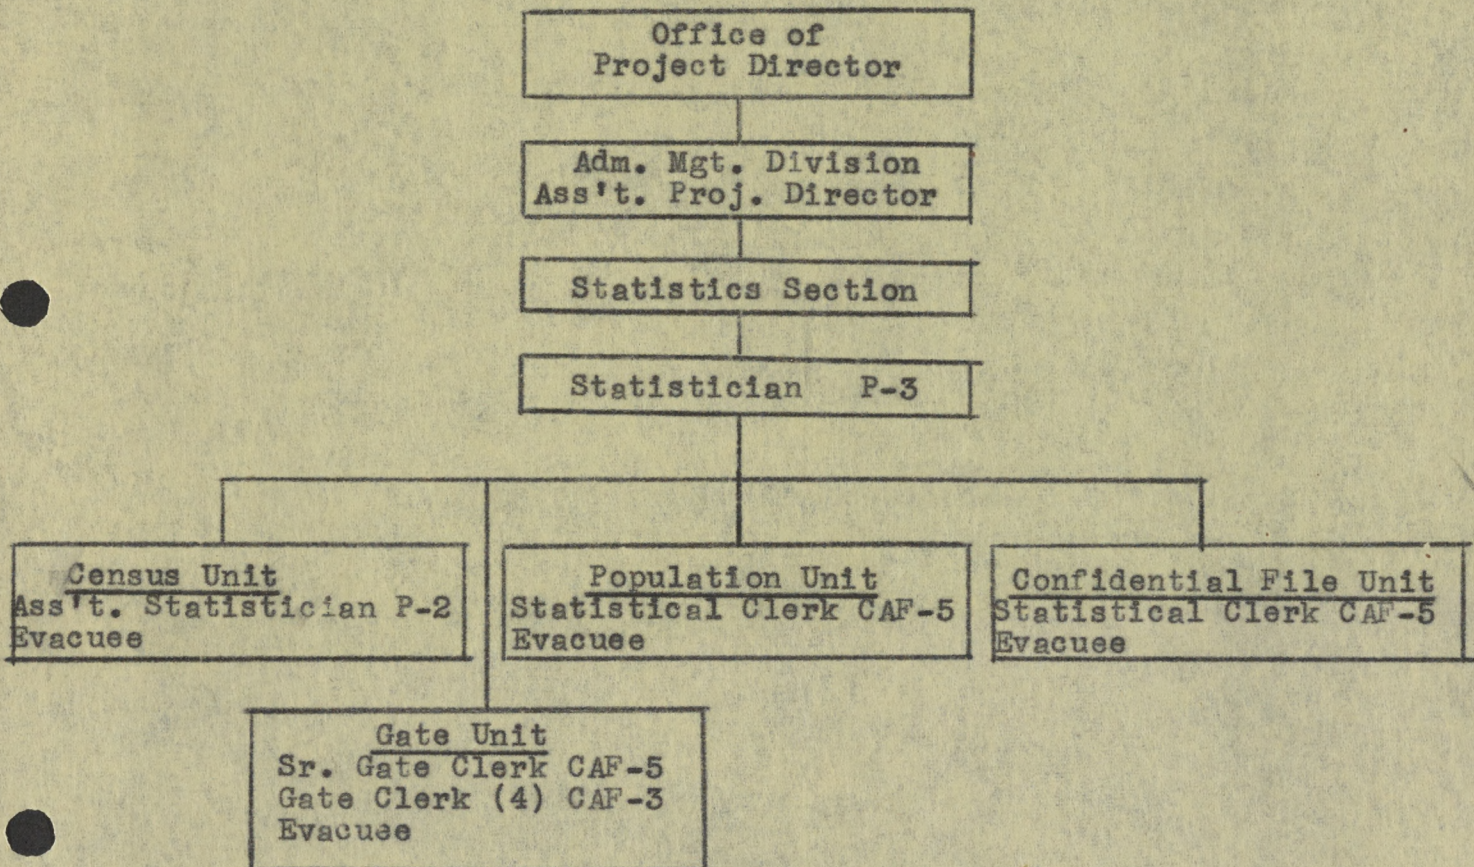 Office of
Project Director
Adm. Mgt. Division
Ass't. Proj. Director
Statistics Section
Statistician P-3
Census Unit
Ass't. Statistician P-2
Evacuee
Population Unit
Statistical Clerk CAF-5
Evacuee
Confidential File Unit
Statistical Clerk CAF-5
Evacuee
Gate Unit
Sr. Gate Clerk CAF-5
Gate Clerk (4) CAF-3
Evacuee